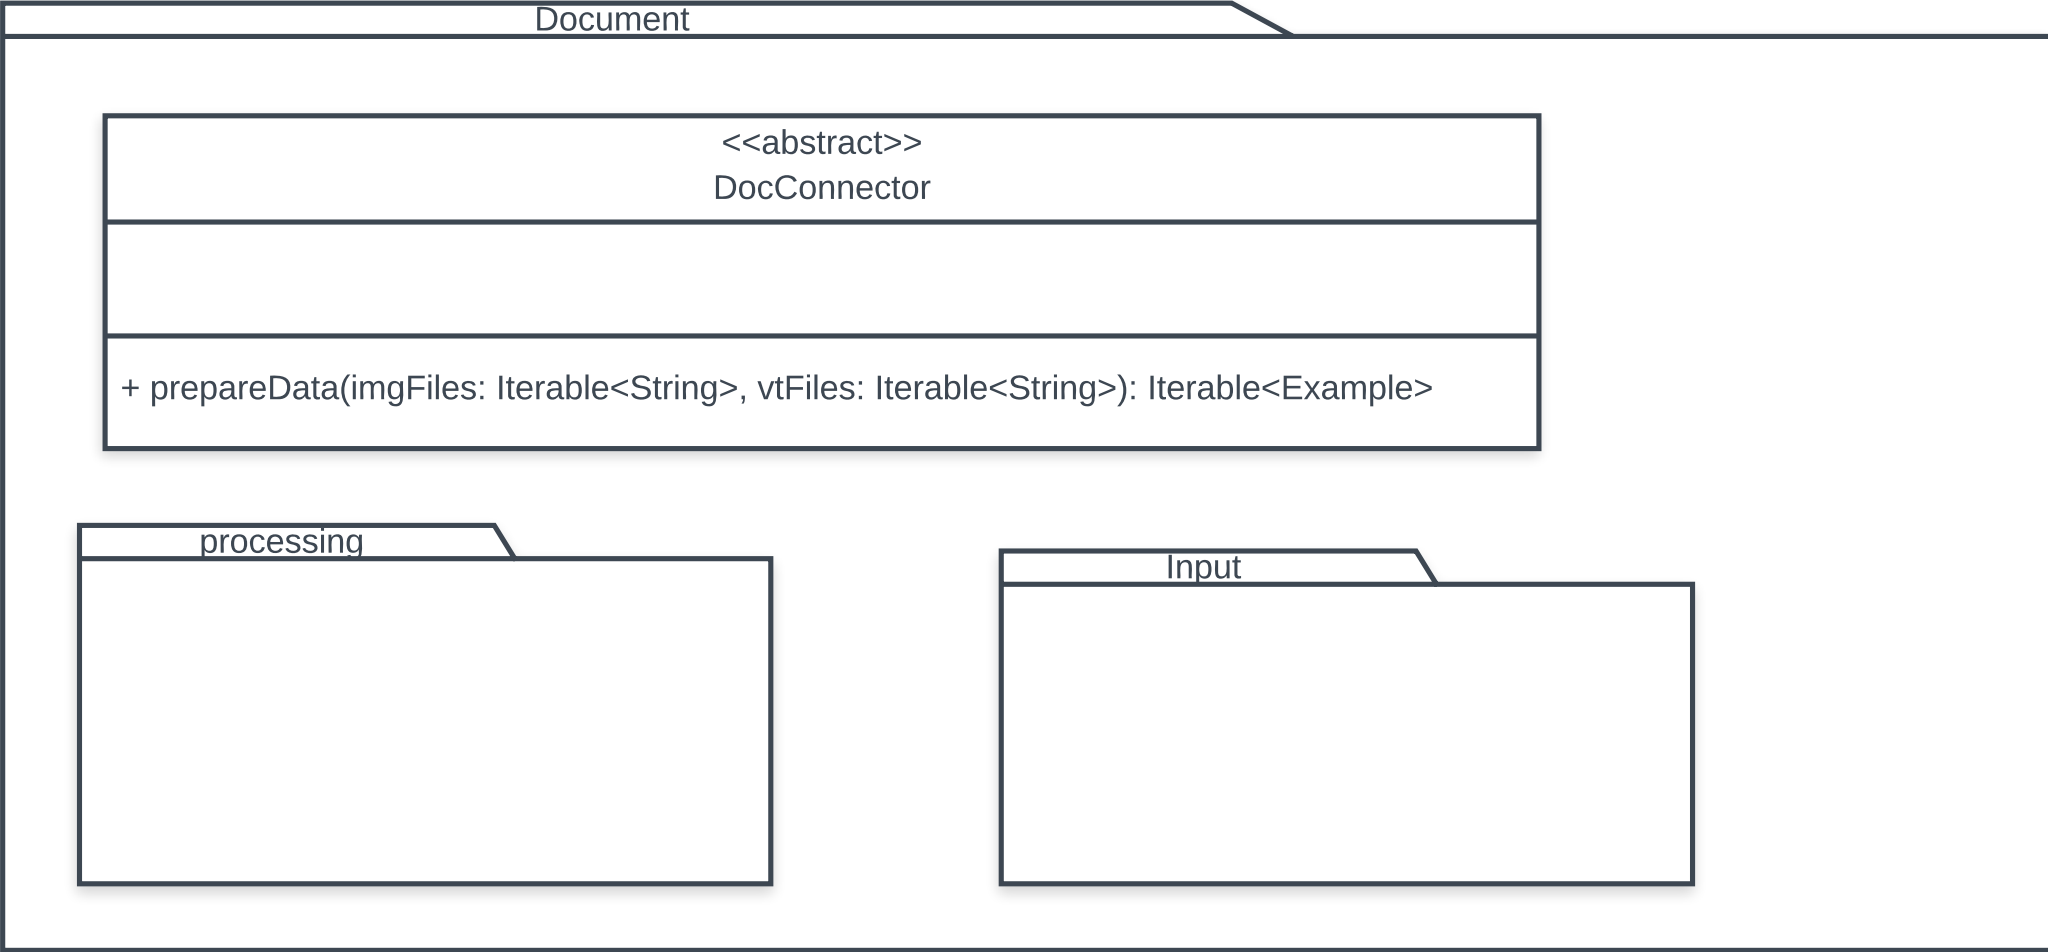 Document
<<abstract>>
DocConnector
+ prepareData(imgFiles: Iterable<String>, vtFiles: Iterable<String>): Iterable<Example>
processing
Input